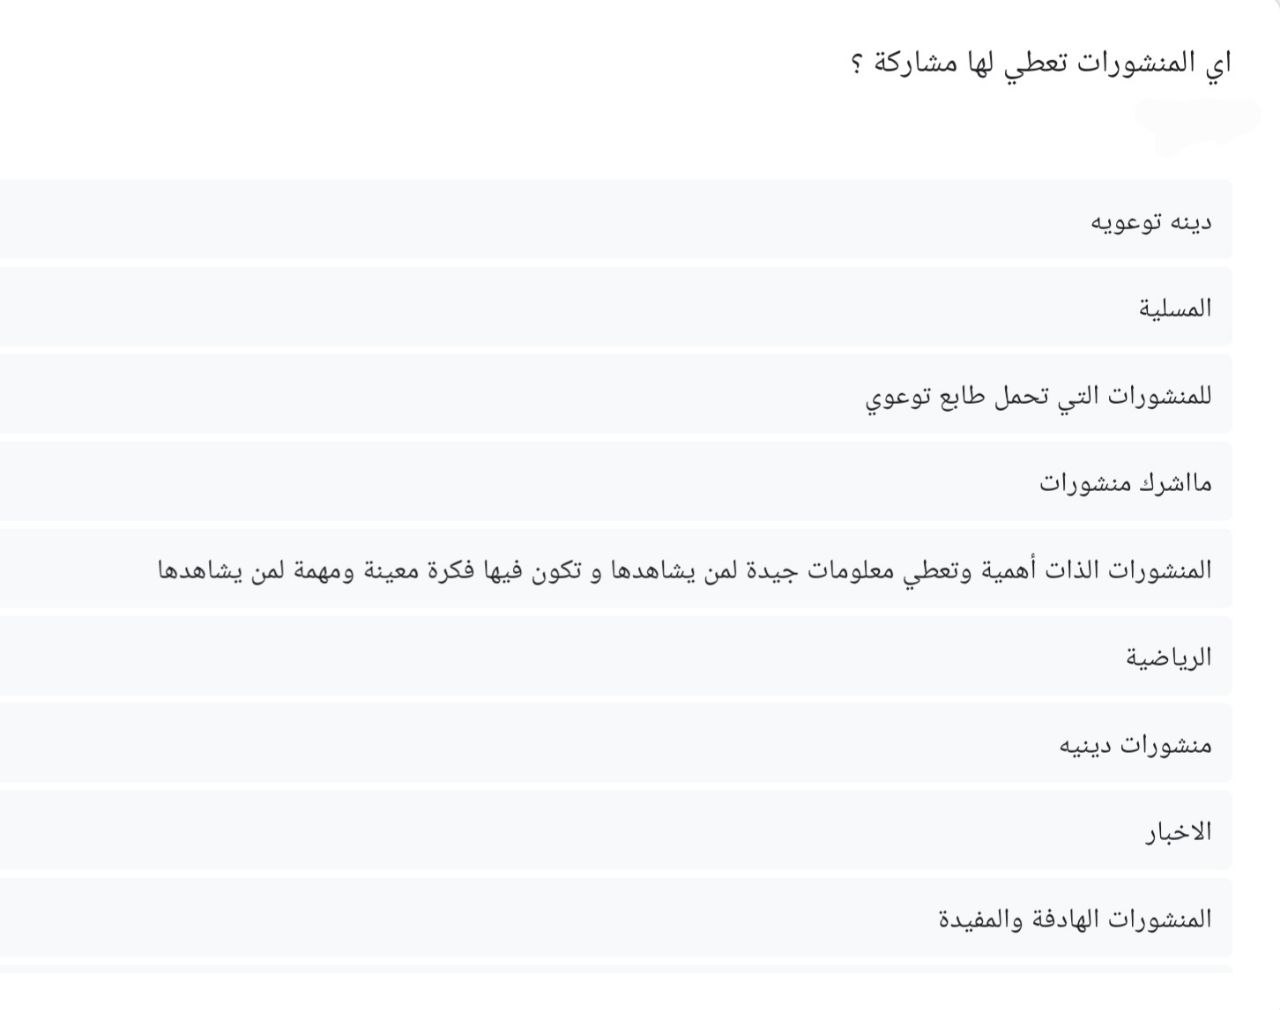 اي المنشورات تعطي لها مشاركة ؟
دينه توعويه
المسلية
للمنشورات التي تحمل طابع توعوي
مااشرك منشورات
المنشورات الذات أهمية وتعطي معلومات جيدة لمن يشاهدها و تكون فيها فكرة معينة ومهمة لمن يشاهدها
الرياضية
منشورات دينيه
الاخبار
المنشورات الهادفة والمفيدة